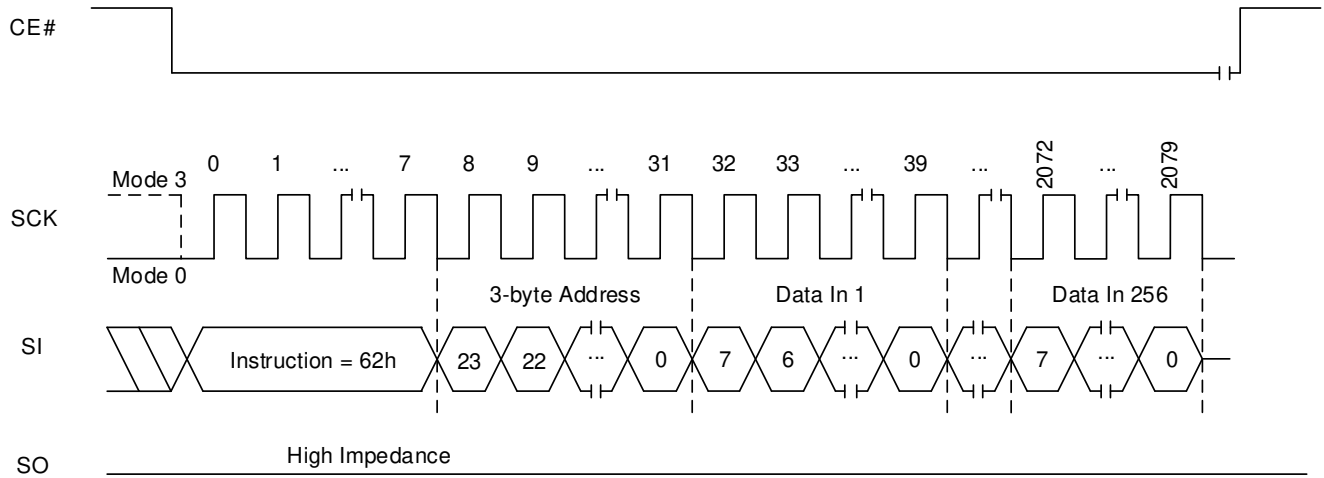 CE#
0 1 ... 7 8 9 ... 31 32 33 ... 39 ... 2072 ... 2079
Mode 3
SCK
Mode 0
3-byte Address Data In 1 Data In 256
SI Instruction = 62h 23 22 ... 0 7 6 ... 0 ... 7 ... 0
High Impedance
SO